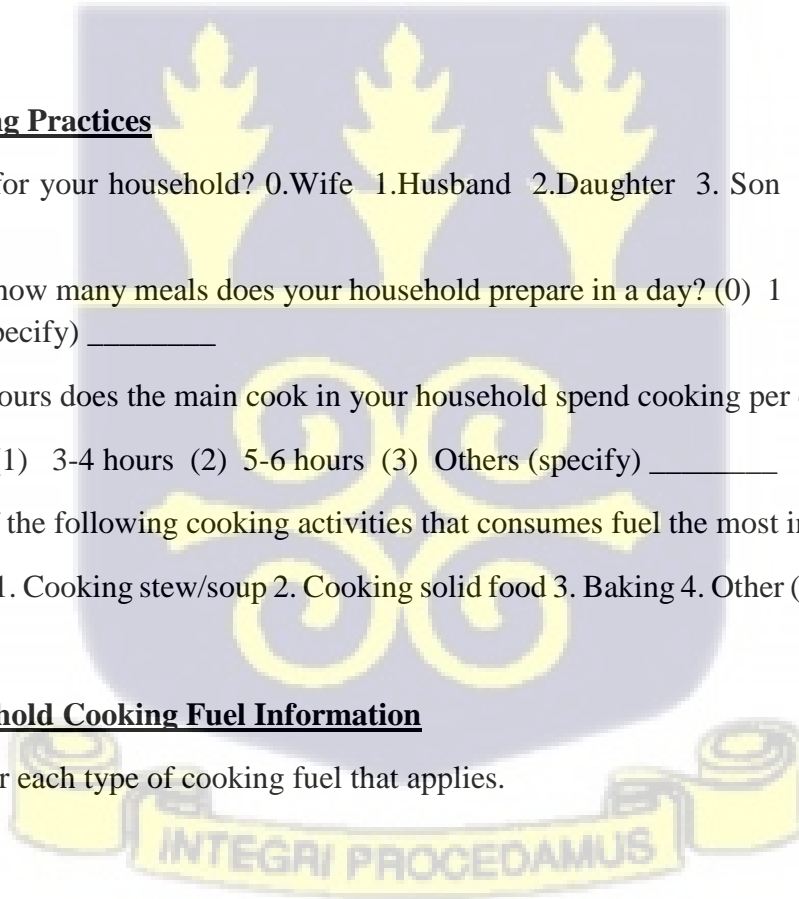 ng Practices
for your household? 0.Wife 1.Husband 2.Daughter 3. Son
how many meals does your household prepare in a day? (0) 1
pecify) ________
ours does the main cook in your household spend cooking per
1) 3-4 hours (2) 5-6 hours (3) Others (specify) ________
the following cooking activities that consumes fuel the most in
1. Cooking stew/soup 2. Cooking solid food 3. Baking 4. Other (
hold Cooking Fuel Information
r each type of cooking fuel that applies.
INTEGRI PROCEDAMUS